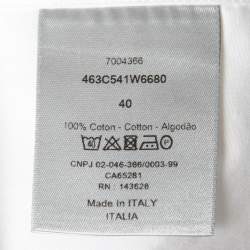 7004366
463C541W6680
40
100% Coton - Cotton - Algodão
CNPJ 02-046-386/0003-99
CA65281
RN : 143628
Made In ITALY
ITALIA